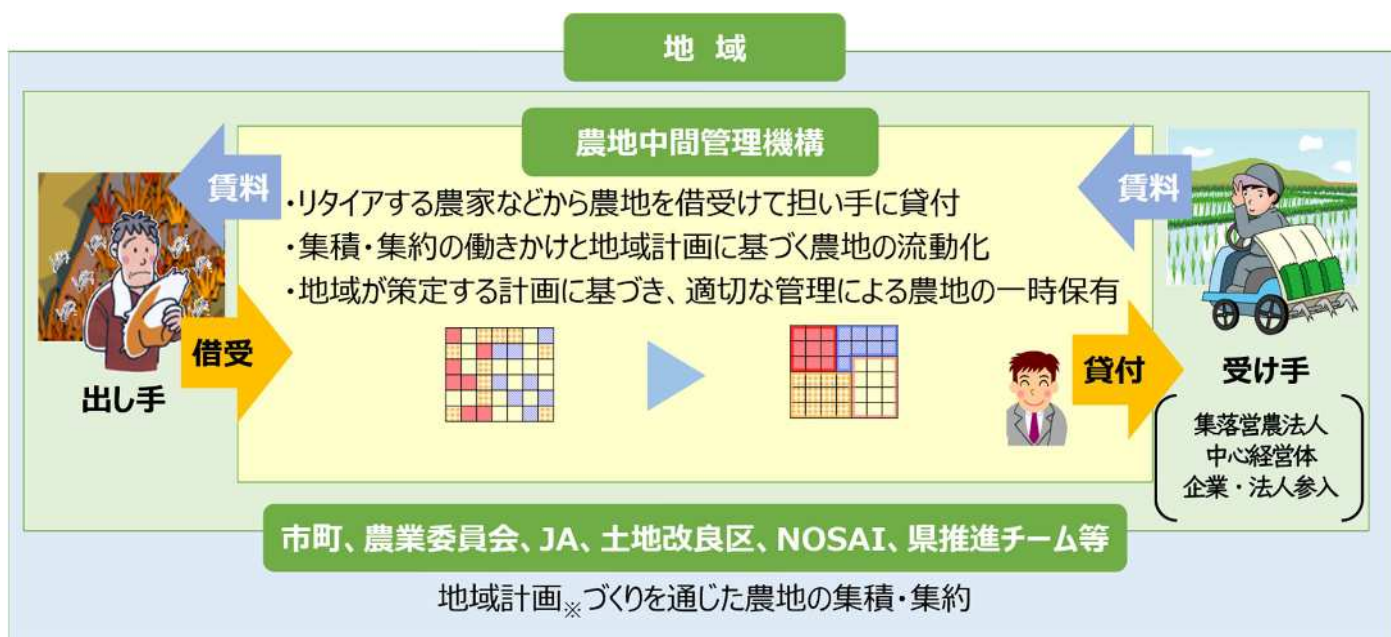 地 域
農地中間管理機構
賃料
賃料
・リタイアする農家などから農地を借受けて担い手に貸付
・集積・集約の働きかけと地域計画に基づく農地の流動化
・地域が策定する計画に基づき、適切な管理による農地の一時保有
借受
貸付
出し手
受け手
集落営農法人
中心経営体
企業・法人参入
市町、農業委員会、JA、土地改良区、NOSAI、県推進チーム等
地域計画※づくりを通じた農地の集積・集約